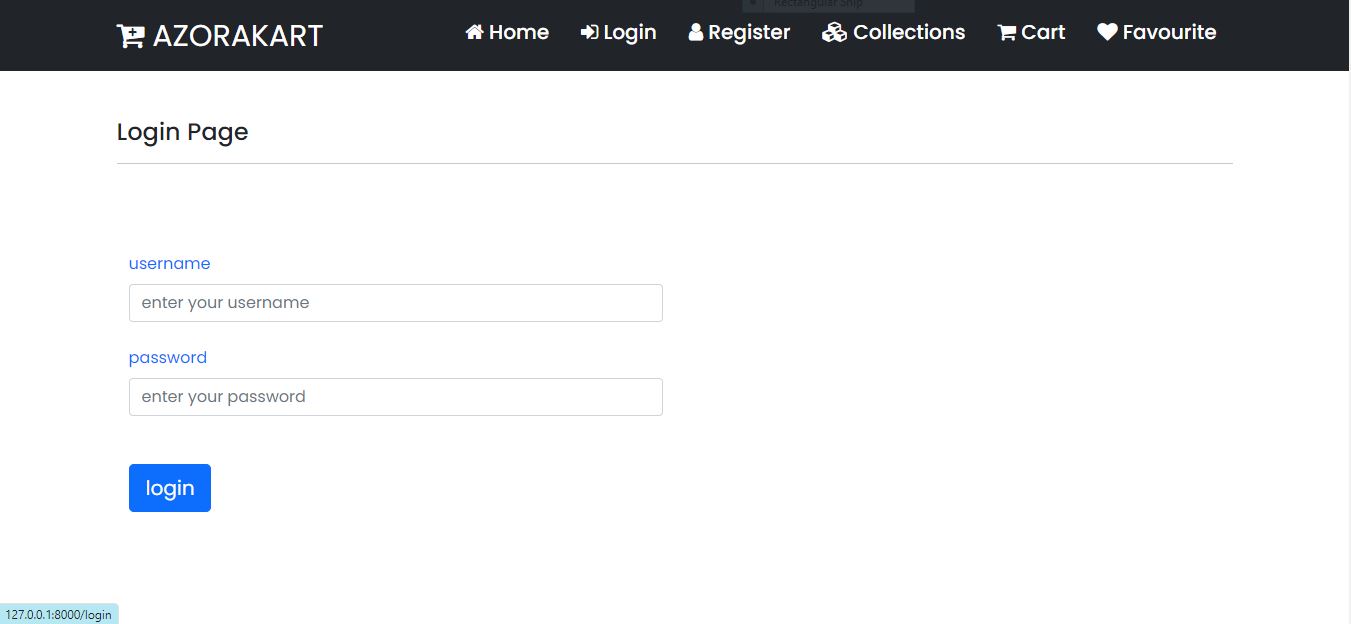 Rectangular Snip
AZORAKART Home Login Register Collections Cart Favourite
Login Page
username
enter your username
password
enter your password
login
127.0.0.1:8000/login